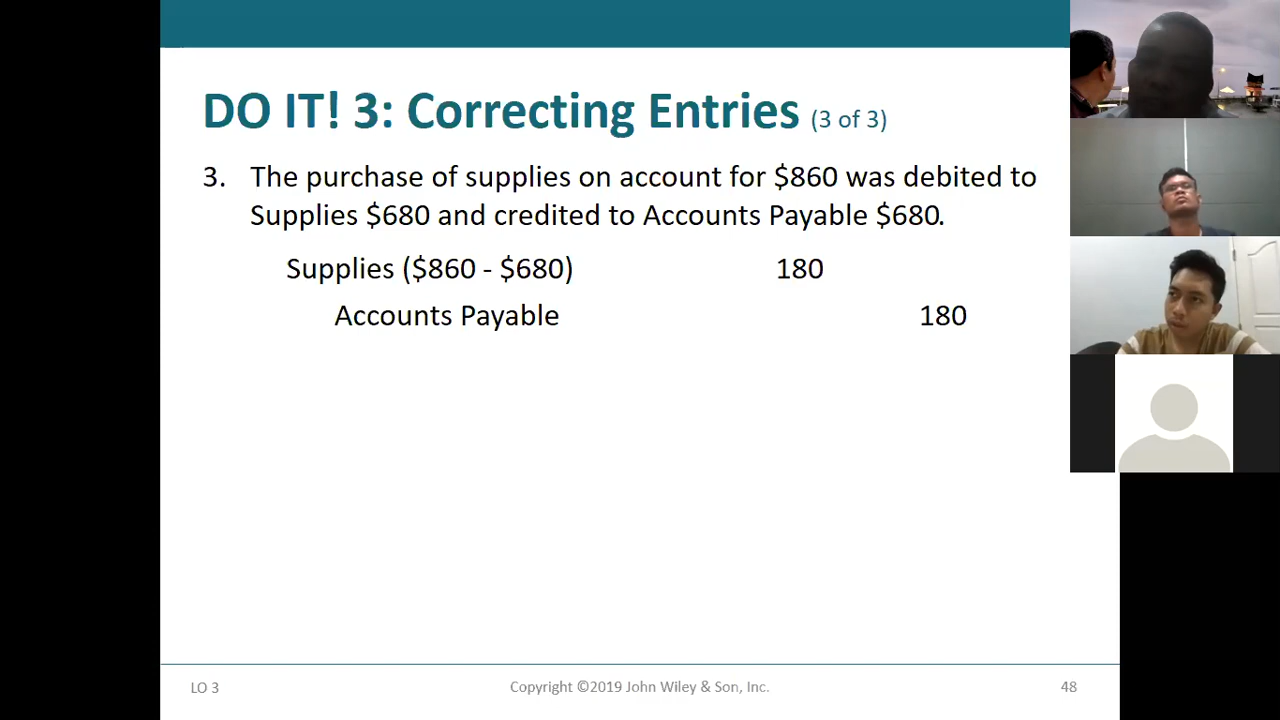 DO IT! 3: Correcting Entries (3 of 3)
3. The purchase of supplies on account for $860 was debited to
Supplies $680 and credited to Accounts Payable $680.
Supplies ($860 - $680) 180
Accounts Payable 180
LO 3 Copyright ©2019 John Wiley & Son, Inc. 48